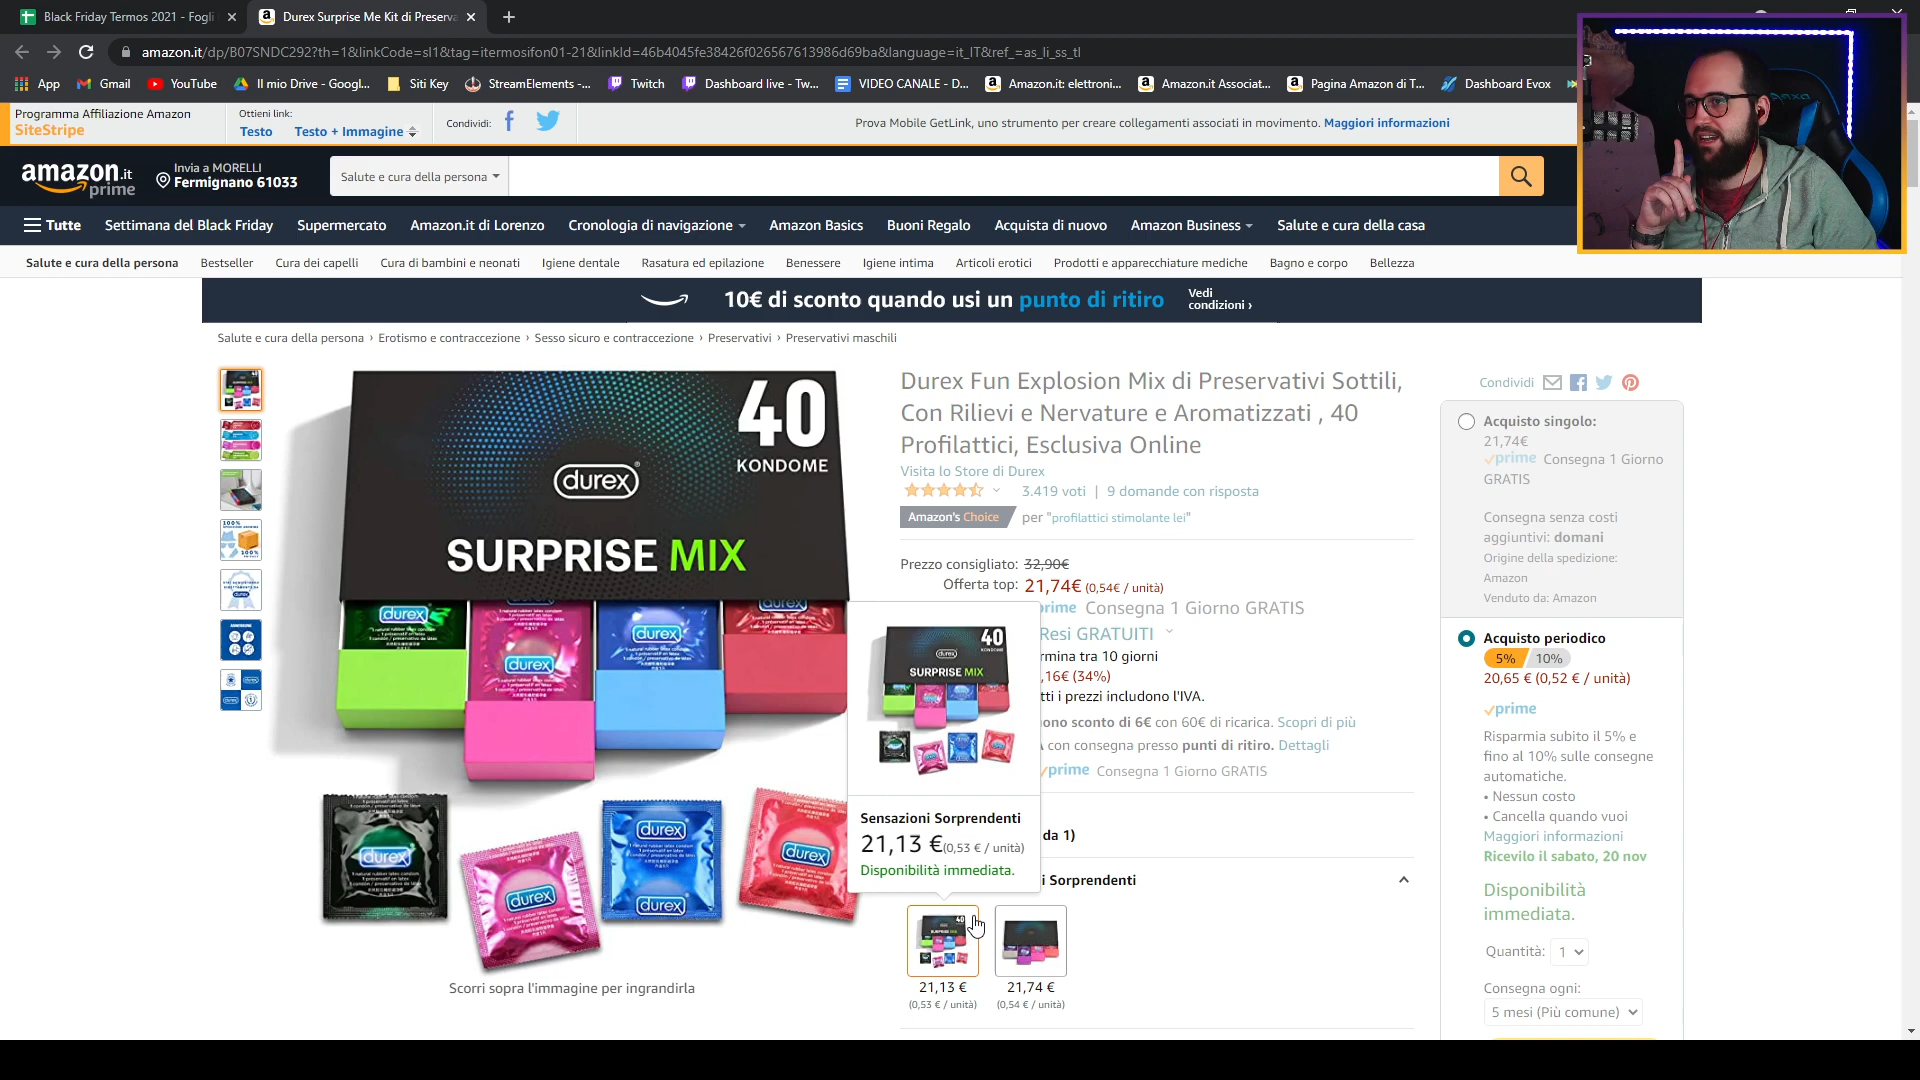 Black Friday Termos 2021 - Fogli
Durex Surprise Me Kit di Preserva
amazon.it/dp/B07SNDC292?th=1&linkCode=sl1&tag=itermosifon01-21&linkId=46b4045fe38426f026567613986d69ba&language=it_IT&ref_=as_li_ss_tl
App
Gmail
YouTube
Il mio Drive - Googl...
Siti Key
StreamElements -...
Twitch
Dashboard live - Tw...
VIDEO CANALE - D...
Amazon.it: elettroni...
Amazon.it Associat...
Pagina Amazon di T...
Dashboard Evox
Programma Affiliazione Amazon
SiteStripe
Ottieni link:
Testo
Testo + Immagine
Condividi:
Prova Mobile GetLink, uno strumento per creare collegamenti associati in movimento. Maggiori informazioni
amazon.it
prime
Invia a MORELLI
Fermignano 61033
Salute e cura della persona
Tutte
Settimana del Black Friday
Supermercato
Amazon.it di Lorenzo
Cronologia di navigazione
Amazon Basics
Buoni Regalo
Acquista di nuovo
Amazon Business
Salute e cura della casa
Salute e cura della persona
Bestseller
Cura dei capelli
Cura di bambini e neonati
Igiene dentale
Rasatura ed epilazione
Benessere
Igiene intima
Articoli erotici
Prodotti e apparecchiature mediche
Bagno e corpo
Bellezza
10€ di sconto quando usi un punto di ritiro
Vedi
condizioni ›
Salute e cura della persona › Erotismo e contraccezione › Sesso sicuro e contraccezione › Preservativi › Preservativi maschili
40
KONDOME
durex
SURPRISE MIX
durex
durex
durex
durex
durex
durex
durex
durex
durex
Scorri sopra l'immagine per ingrandirla
Durex Fun Explosion Mix di Preservativi Sottili,
Con Rilievi e Nervature e Aromatizzati , 40
Profilattici, Esclusiva Online
Visita lo Store di Durex
3.419 voti | 9 domande con risposta
Amazon's Choice per "profilattici stimolante lei"
Prezzo consigliato: 32,90€
Offerta top: 21,74€ (0,54€ / unità)
prime Consegna 1 Giorno GRATIS
Resi GRATUITI
rmina tra 10 giorni
,16€ (34%)
tti i prezzi includono l'IVA.
ono sconto di 6€ con 60€ di ricarica. Scopri di più
con consegna presso punti di ritiro. Dettagli
prime Consegna 1 Giorno GRATIS
da 1)
i Sorprendenti
40
KONDOME
durex
SURPRISE MIX
Sensazioni Sorprendenti
21,13 €(0,53 € / unità)
Disponibilità immediata.
40
SURPRISE MIX
21,13 €
(0,53 € / unità)
21,74 €
(0,54 € / unità)
Condividi
Acquisto singolo:
21,74€
prime Consegna 1 Giorno
GRATIS
Consegna senza costi
aggiuntivi: domani
Origine della spedizione:
Amazon
Venduto da: Amazon
Acquisto periodico
5% 10%
20,65 € (0,52 € / unità)
prime
Risparmia subito il 5% e
fino al 10% sulle consegne
automatiche.
• Nessun costo
• Cancella quando vuoi
Maggiori informazioni
Ricevilo il sabato, 20 nov
Disponibilità
immediata.
Quantità: 1
Consegna ogni:
5 mesi (Più comune)